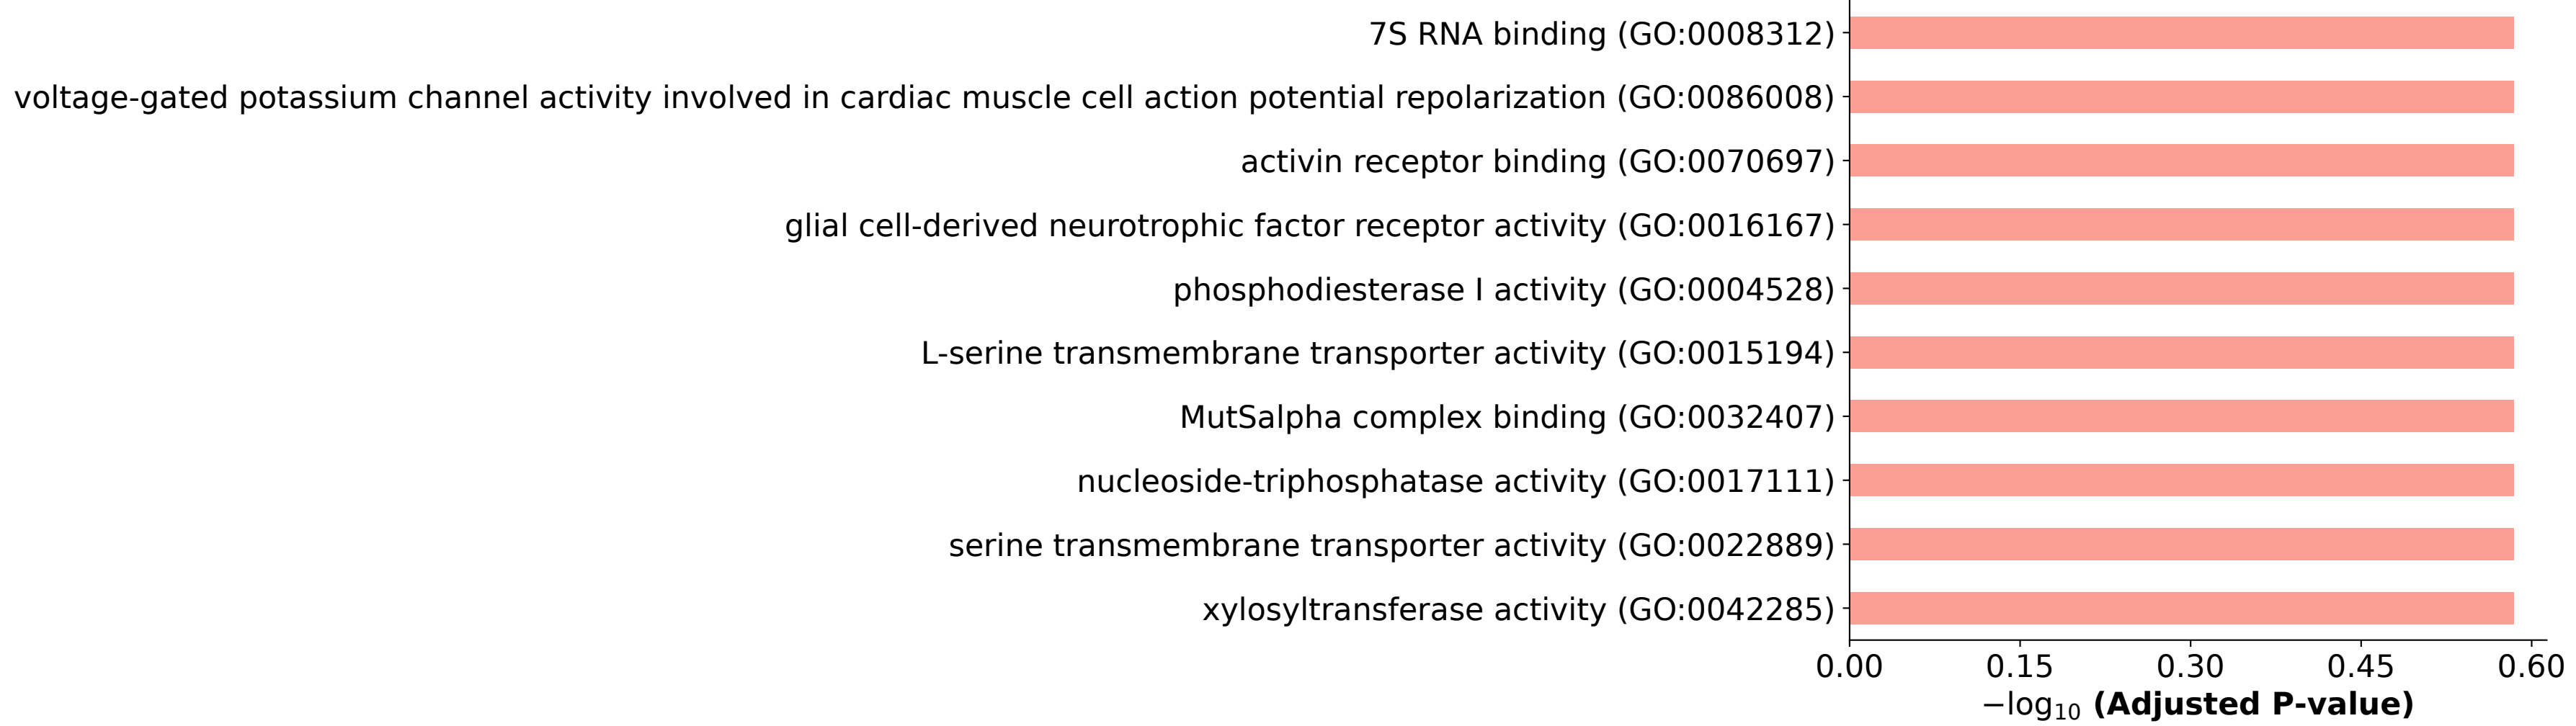 7S RNA binding (GO:0008312)
voltage-gated potassium channel activity involved in cardiac muscle cell action potential repolarization (GO:0086008)
activin receptor binding (GO:0070697)
glial cell-derived neurotrophic factor receptor activity (GO:0016167)
phosphodiesterase I activity (GO:0004528)
L-serine transmembrane transporter activity (GO:0015194)
MutSalpha complex binding (GO:0032407)
nucleoside-triphosphatase activity (GO:0017111)
serine transmembrane transporter activity (GO:0022889)
xylosyltransferase activity (GO:0042285)
0.00 0.15 0.30 0.45 0.60
−log₁₀ (Adjusted P-value)